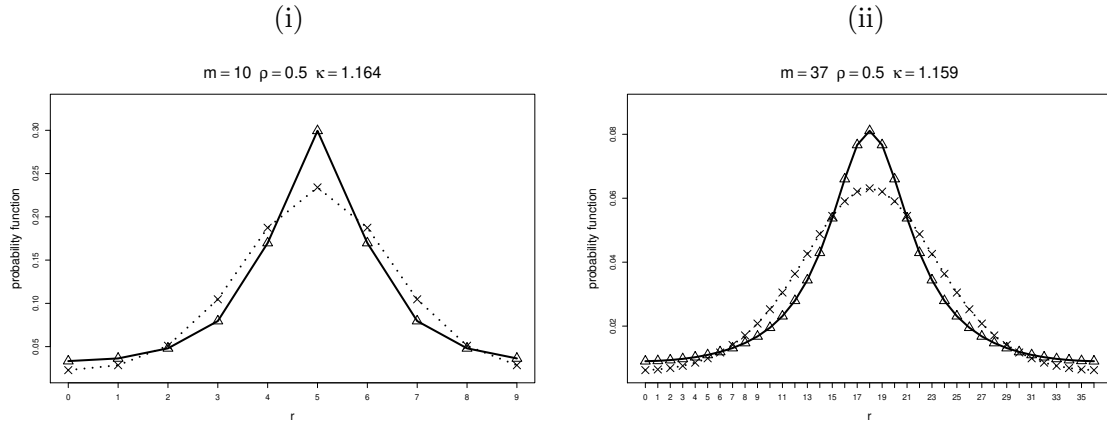 (i)
m = 10 ρ = 0.5 κ = 1.164
probability function
0.05 0.10 0.15 0.20 0.25 0.30
0 1 2 3 4 5 6 7 8 9
r
(ii)
m = 37 ρ = 0.5 κ = 1.159
probability function
0.02 0.04 0.06 0.08
0 1 2 3 4 5 6 7 8 9 11 13 15 17 19 21 23 25 27 29 31 33 35
r